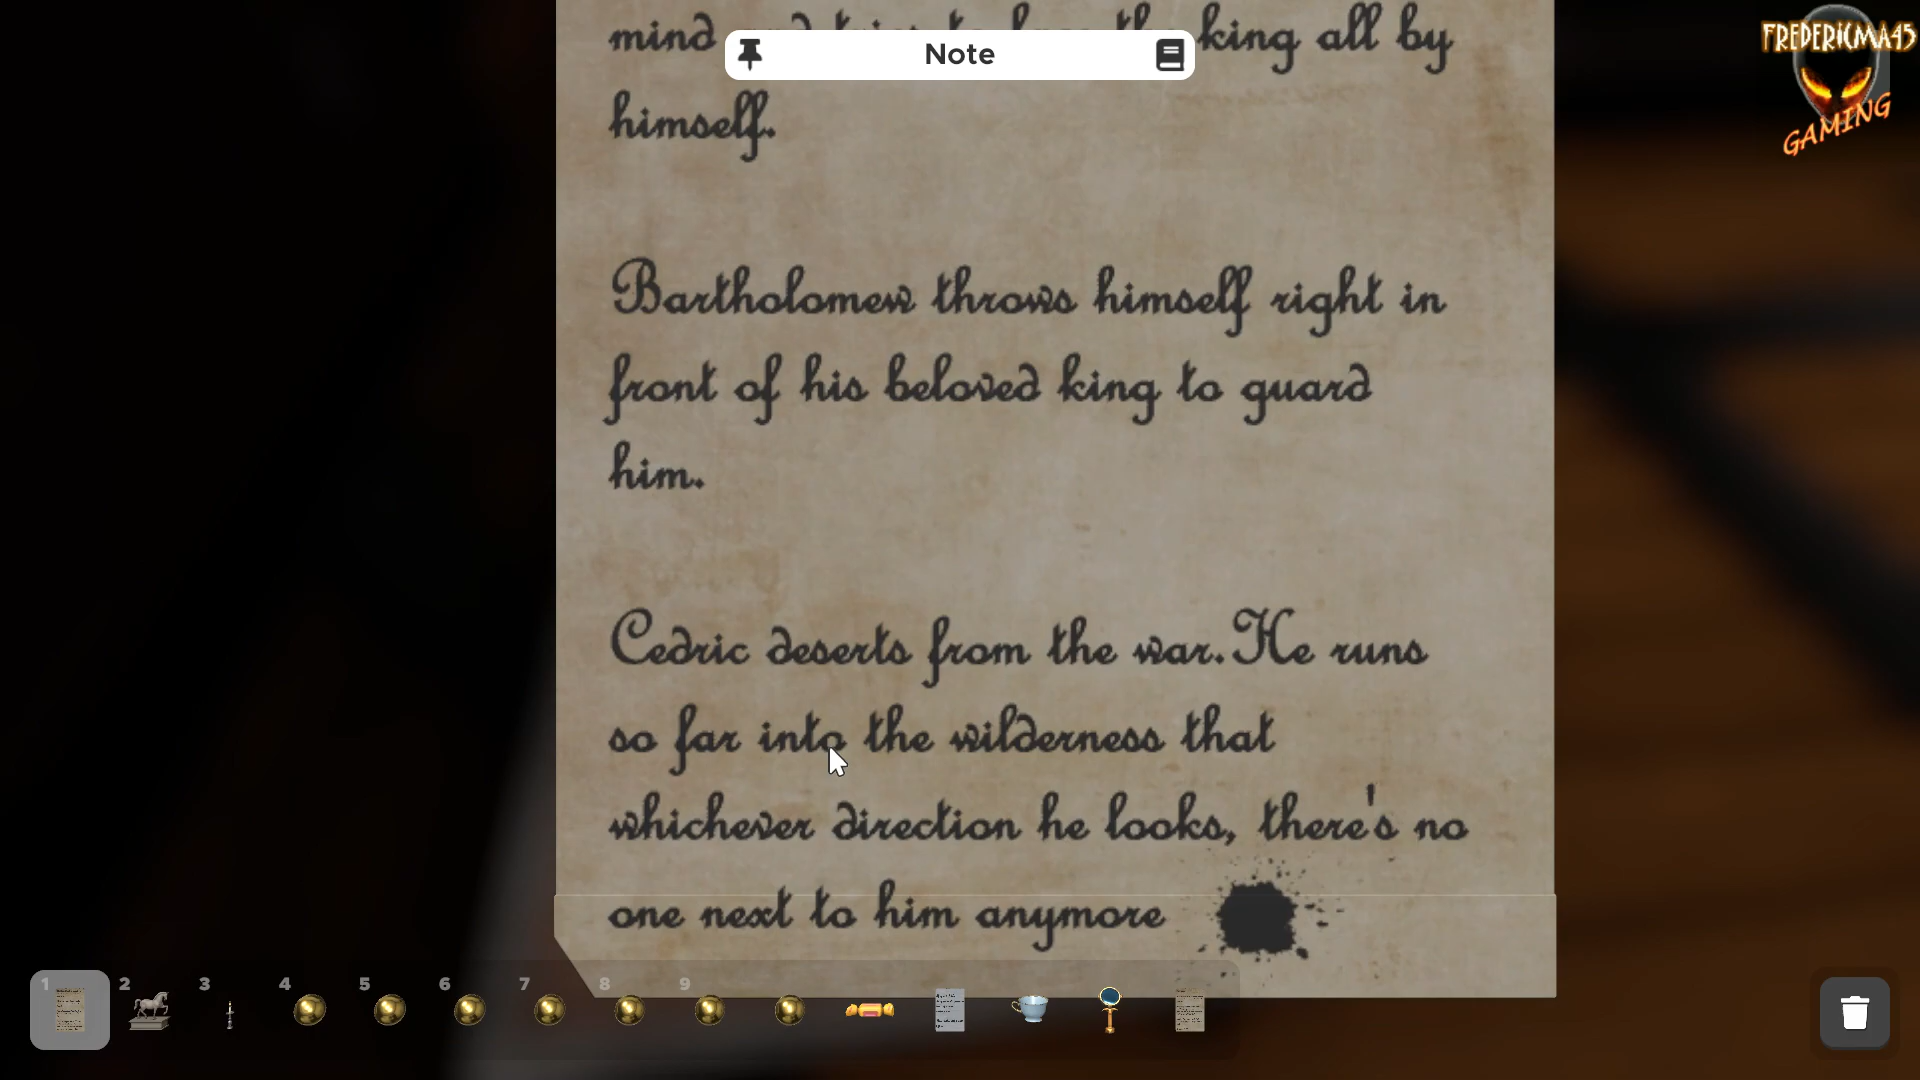 FREDERICMA45
GAMING
Note
mind king all by
himself.
Bartholomew throws himself right in
front of his beloved king to guard
him.
Cedric deserts from the war. He runs
so far into the wilderness that
whichever direction he looks, there's no
one next to him anymore
1 2 3 4 5 6 7 8 9